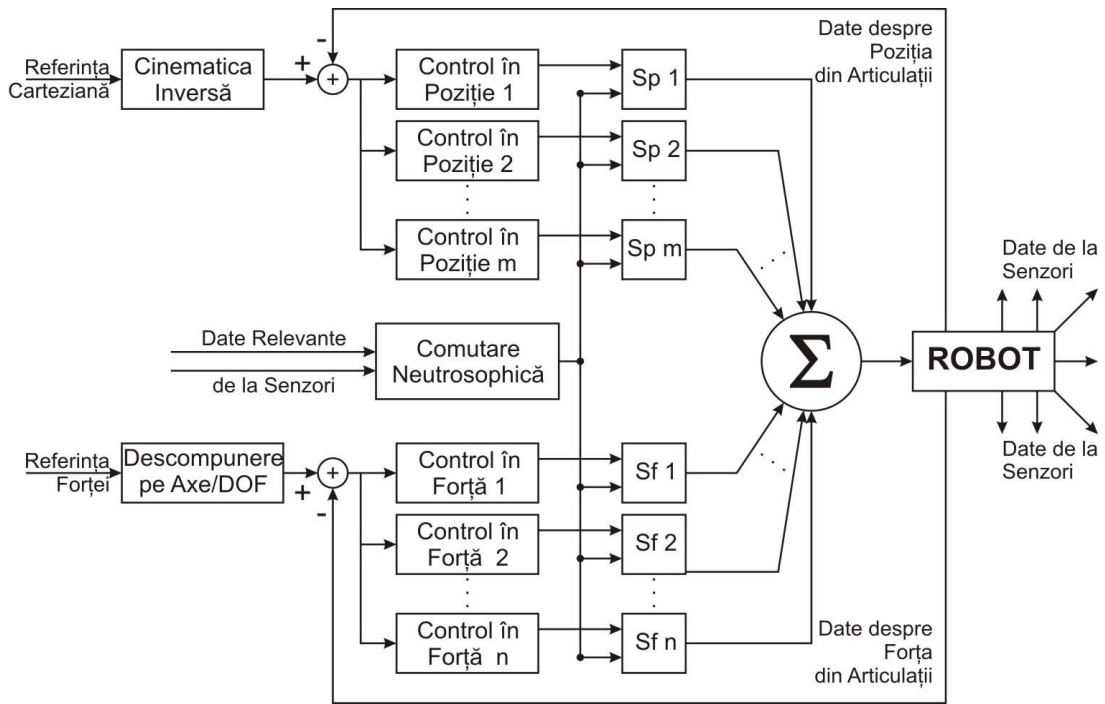 Referința
Carteziană
Cinematica
Inversă
+
-
+
Control în
Poziție 1
Sp 1
Date despre
Poziția
din Articulații
Control în
Poziție 2
Sp 2
Control în
Poziție m
Sp m
Date Relevante
de la Senzori
Comutare
Neutrosophică
Σ
ROBOT
Date de la
Senzori
Date de la
Senzori
Referința
Forței
Descompunere
pe Axe/DOF
+
-
+
Control în
Forță 1
Sf 1
Control în
Forță 2
Sf 2
Control în
Forță n
Sf n
Date despre
Forța
din Articulații